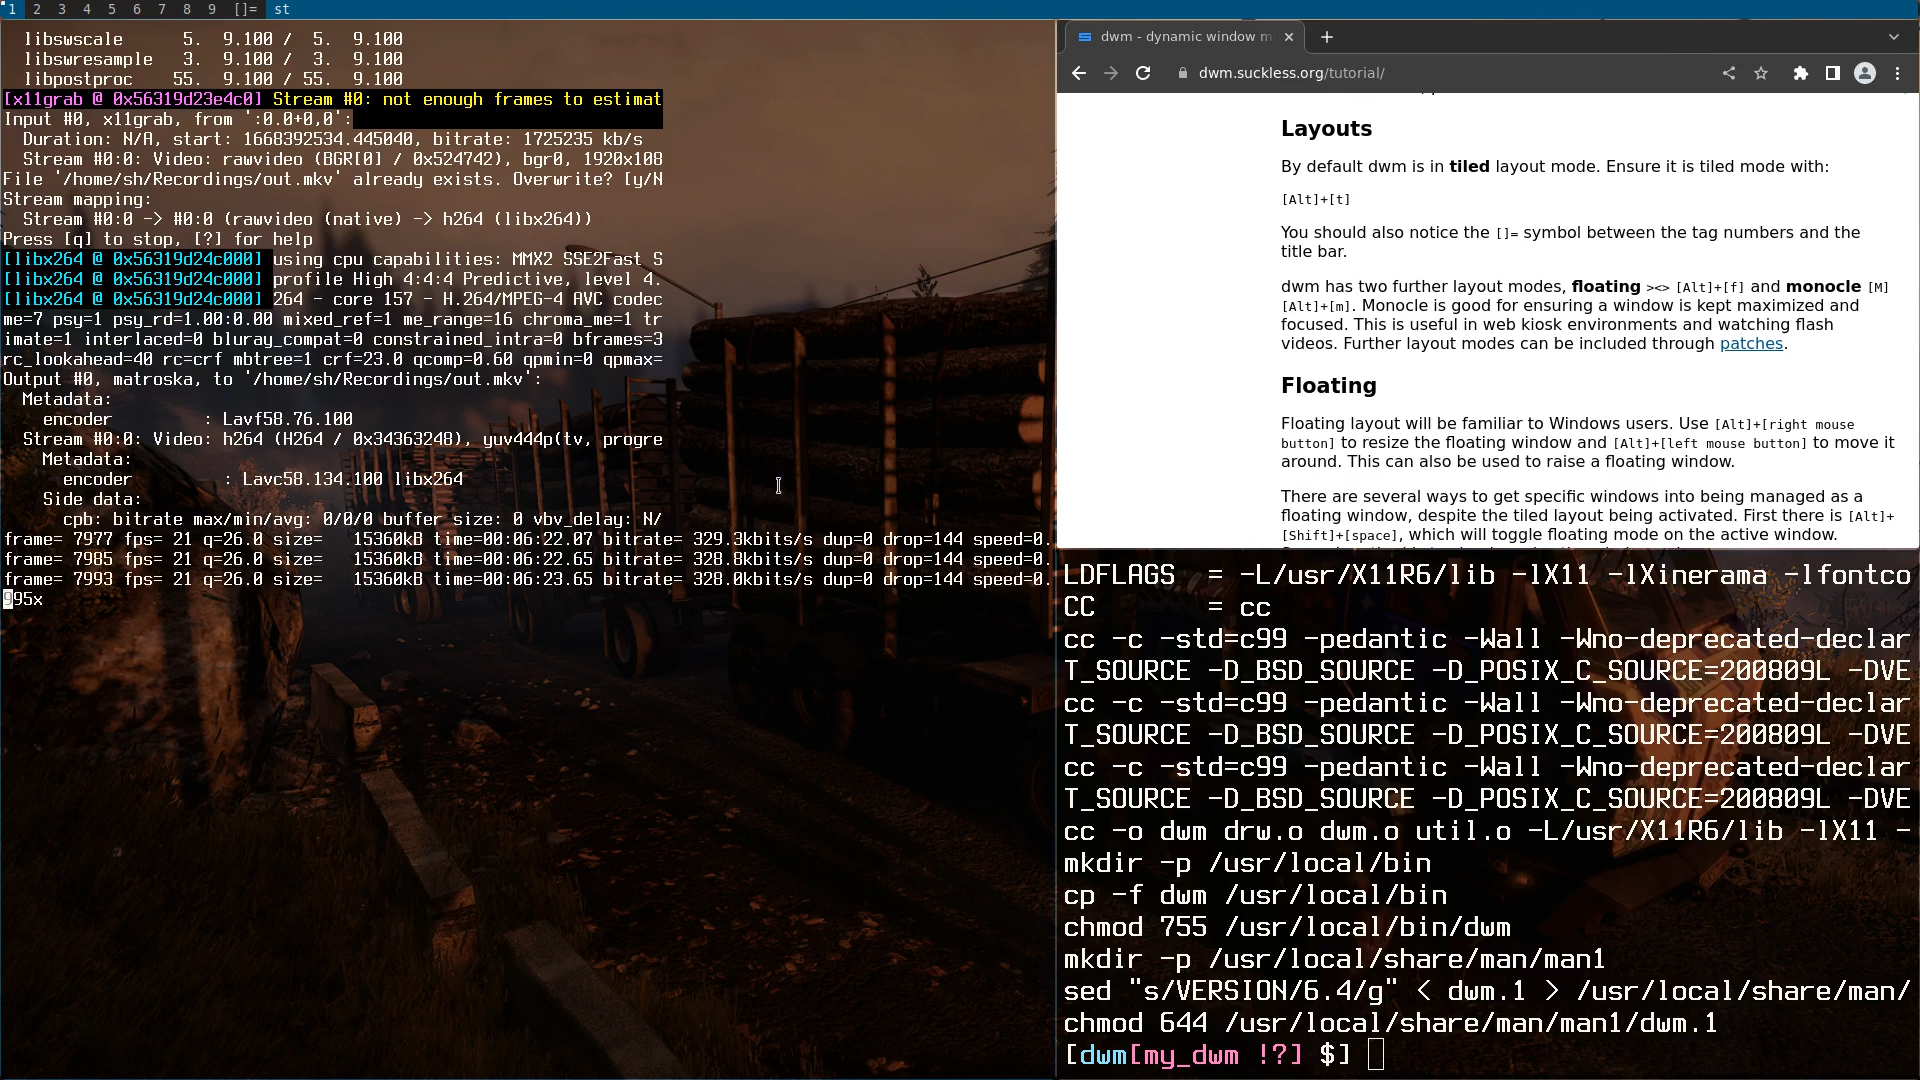 1 2 3 4 5 6 7 8 9 []= st
libswscale 5. 9.100 / 5. 9.100
libswresample 3. 9.100 / 3. 9.100
libpostproc 55. 9.100 / 55. 9.100
[x11grab @ 0x56319d23e4c0] Stream #0: not enough frames to estimat
Input #0, x11grab, from ':0.0+0,0':
Duration: N/A, start: 1668392534.445040, bitrate: 1725235 kb/s
Stream #0:0: Video: rawvideo (BGR[0] / 0x524742), bgr0, 1920x108
File '/home/sh/Recordings/out.mkv' already exists. Overwrite? [y/N
Stream mapping:
Stream #0:0 -> #0:0 (rawvideo (native) -> h264 (libx264))
Press [q] to stop, [?] for help
[libx264 @ 0x56319d24c000] using cpu capabilities: MMX2 SSE2Fast S
[libx264 @ 0x56319d24c000] profile High 4:4:4 Predictive, level 4.
[libx264 @ 0x56319d24c000] 264 - core 157 - H.264/MPEG-4 AVC codec
me=7 psy=1 psy_rd=1.00:0.00 mixed_ref=1 me_range=16 chroma_me=1 tr
imate=1 interlaced=0 bluray_compat=0 constrained_intra=0 bframes=3
rc_lookahead=40 rc=crf mbtree=1 crf=23.0 qcomp=0.60 qpmin=0 qpmax=
Output #0, matroska, to '/home/sh/Recordings/out.mkv':
Metadata:
encoder : Lavf58.76.100
Stream #0:0: Video: h264 (H264 / 0x34363248), yuv444p(tv, progre
Metadata:
encoder : Lavc58.134.100 libx264
Side data:
cpb: bitrate max/min/avg: 0/0/0 buffer size: 0 vbv_delay: N/
frame= 7977 fps= 21 q=26.0 size= 15360kB time=00:06:22.07 bitrate= 329.3kbits/s dup=0 drop=144 speed=0.
frame= 7985 fps= 21 q=26.0 size= 15360kB time=00:06:22.65 bitrate= 328.8kbits/s dup=0 drop=144 speed=0.
frame= 7993 fps= 21 q=26.0 size= 15360kB time=00:06:23.65 bitrate= 328.0kbits/s dup=0 drop=144 speed=0.
995x
dwm - dynamic window m
dwm.suckless.org/tutorial/
Layouts
By default dwm is in tiled layout mode. Ensure it is tiled mode with:
[Alt]+[t]
You should also notice the []= symbol between the tag numbers and the
title bar.
dwm has two further layout modes, floating ><> [Alt]+[f] and monocle [M]
[Alt]+[m]. Monocle is good for ensuring a window is kept maximized and
focused. This is useful in web kiosk environments and watching flash
videos. Further layout modes can be included through patches.
Floating
Floating layout will be familiar to Windows users. Use [Alt]+[right mouse
button] to resize the floating window and [Alt]+[left mouse button] to move it
around. This can also be used to raise a floating window.
There are several ways to get specific windows into being managed as a
floating window, despite the tiled layout being activated. First there is [Alt]+
[Shift]+[space], which will toggle floating mode on the active window.
LDFLAGS = -L/usr/X11R6/lib -lX11 -lXinerama -lfontco
CC = cc
cc -c -std=c99 -pedantic -Wall -Wno-deprecated-declar
T_SOURCE -D_BSD_SOURCE -D_POSIX_C_SOURCE=200809L -DVE
cc -c -std=c99 -pedantic -Wall -Wno-deprecated-declar
T_SOURCE -D_BSD_SOURCE -D_POSIX_C_SOURCE=200809L -DVE
cc -c -std=c99 -pedantic -Wall -Wno-deprecated-declar
T_SOURCE -D_BSD_SOURCE -D_POSIX_C_SOURCE=200809L -DVE
cc -o dwm drw.o dwm.o util.o -L/usr/X11R6/lib -lX11 -
mkdir -p /usr/local/bin
cp -f dwm /usr/local/bin
chmod 755 /usr/local/bin/dwm
mkdir -p /usr/local/share/man/man1
sed "s/VERSION/6.4/g" < dwm.1 > /usr/local/share/man/
chmod 644 /usr/local/share/man/man1/dwm.1
[dwm[my_dwm !?] $]